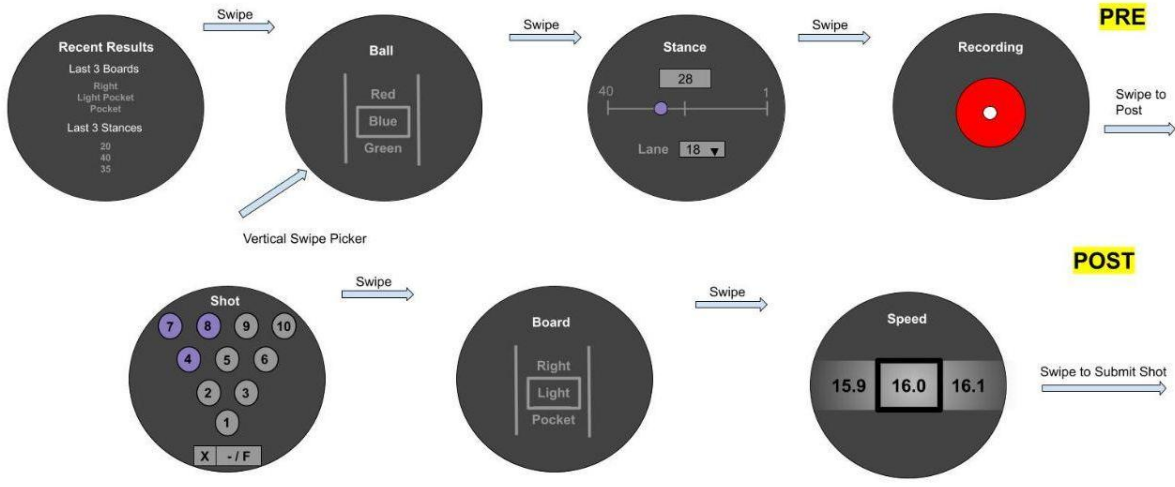 PRE
Swipe
Swipe
Swipe
Recent Results
Last 3 Boards
Right
Light Pocket
Pocket
Last 3 Stances
20
40
35
Ball
Red
Blue
Green
Stance
28
40
1
Lane 18
Recording
Swipe to
Post
Vertical Swipe Picker
POST
Swipe
Swipe
Shot
7 8 9 10
4 5 6
2 3
1
X - / F
Board
Right
Light
Pocket
Speed
15.9 16.0 16.1
Swipe to Submit Shot